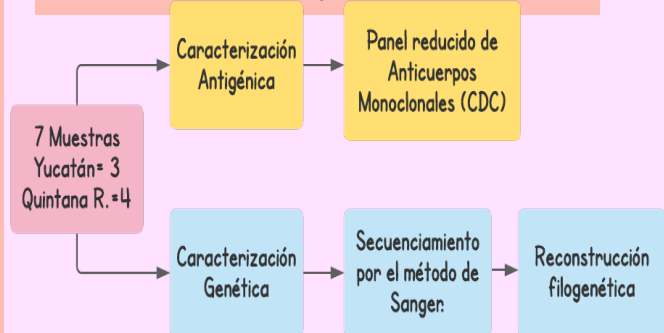 7 Muestras
Yucatán= 3
Quintana R.=4
Caracterización
Antigénica
Panel reducido de
Anticuerpos
Monoclonales (CDC)
Caracterización
Genética
Secuenciamiento
por el método de
Sanger.
Reconstrucción
filogenética